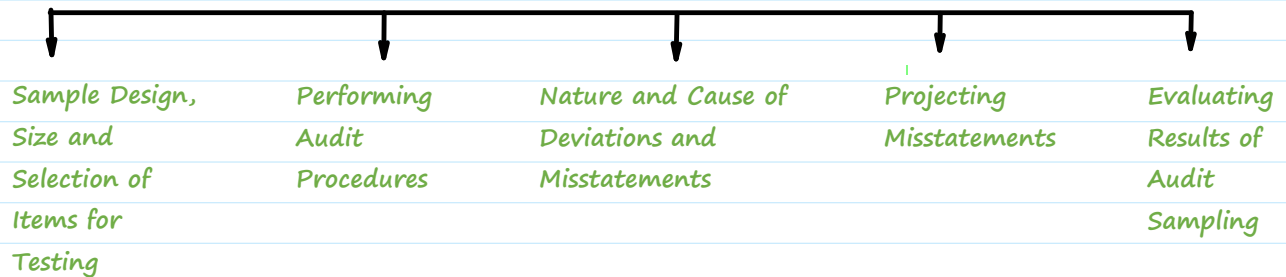 Sample Design,
Size and
Selection of
Items for
Testing
Performing
Audit
Procedures
Nature and Cause of
Deviations and
Misstatements
Projecting
Misstatements
Evaluating
Results of
Audit
Sampling